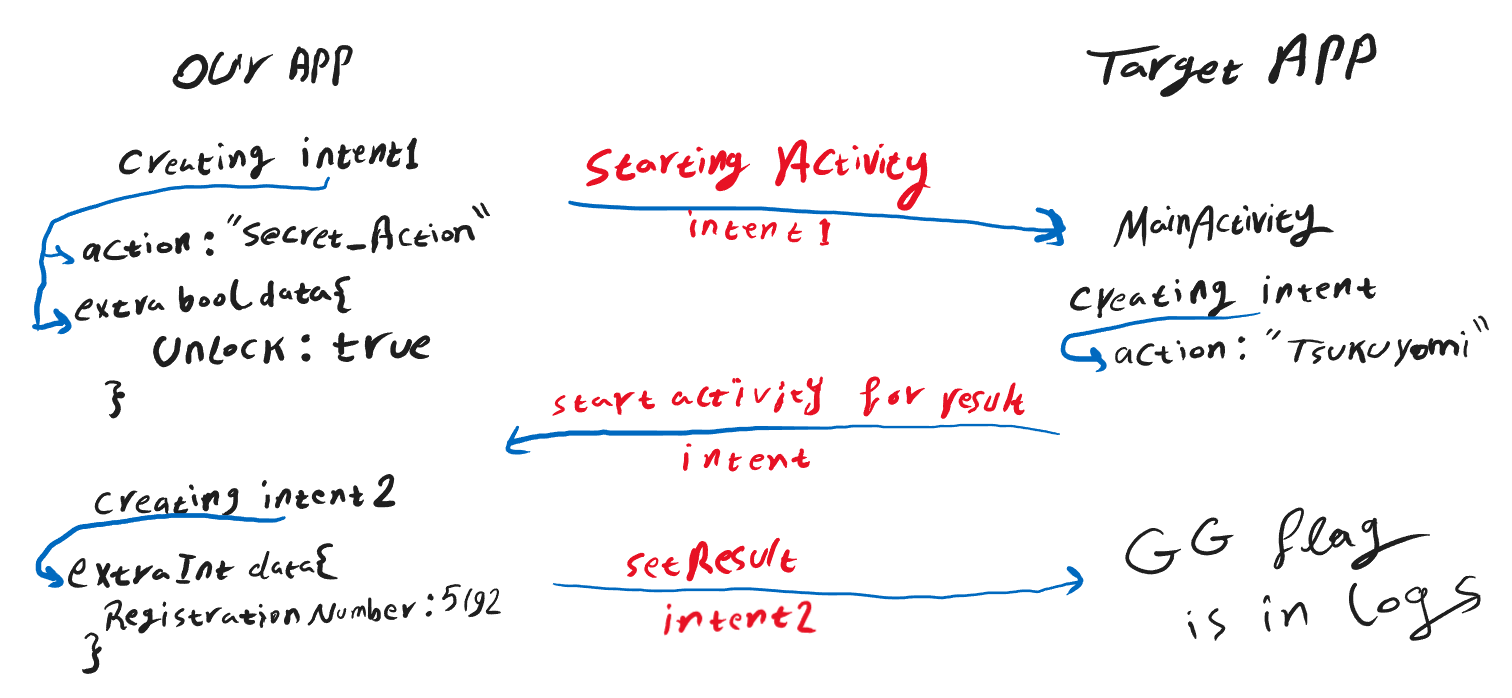 OUr APP
Target APP
Creating intent1
action: "Secret_Action"
extra bool data{
Unlock: true
}
Starting Activity
intent1
MainActivity
Creating intent
action: "Tsukuyomi"
start activity for result
intent
Creating intent2
extraInt data{
Registration Number: 5192
}
setResult
intent2
GG flag
is in logs